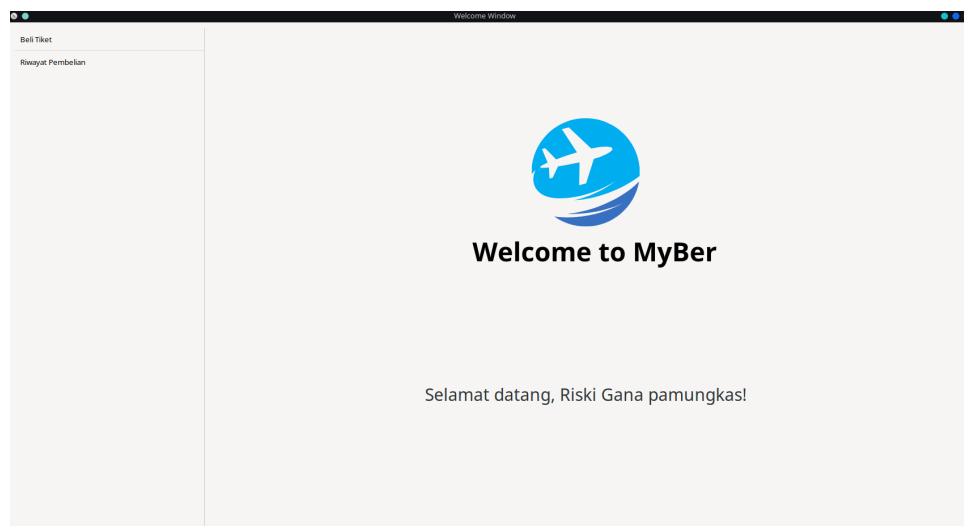 Welcome Window
Beli Tiket
Riwayat Pembelian
Welcome to MyBer
Selamat datang, Riski Gana pamungkas!